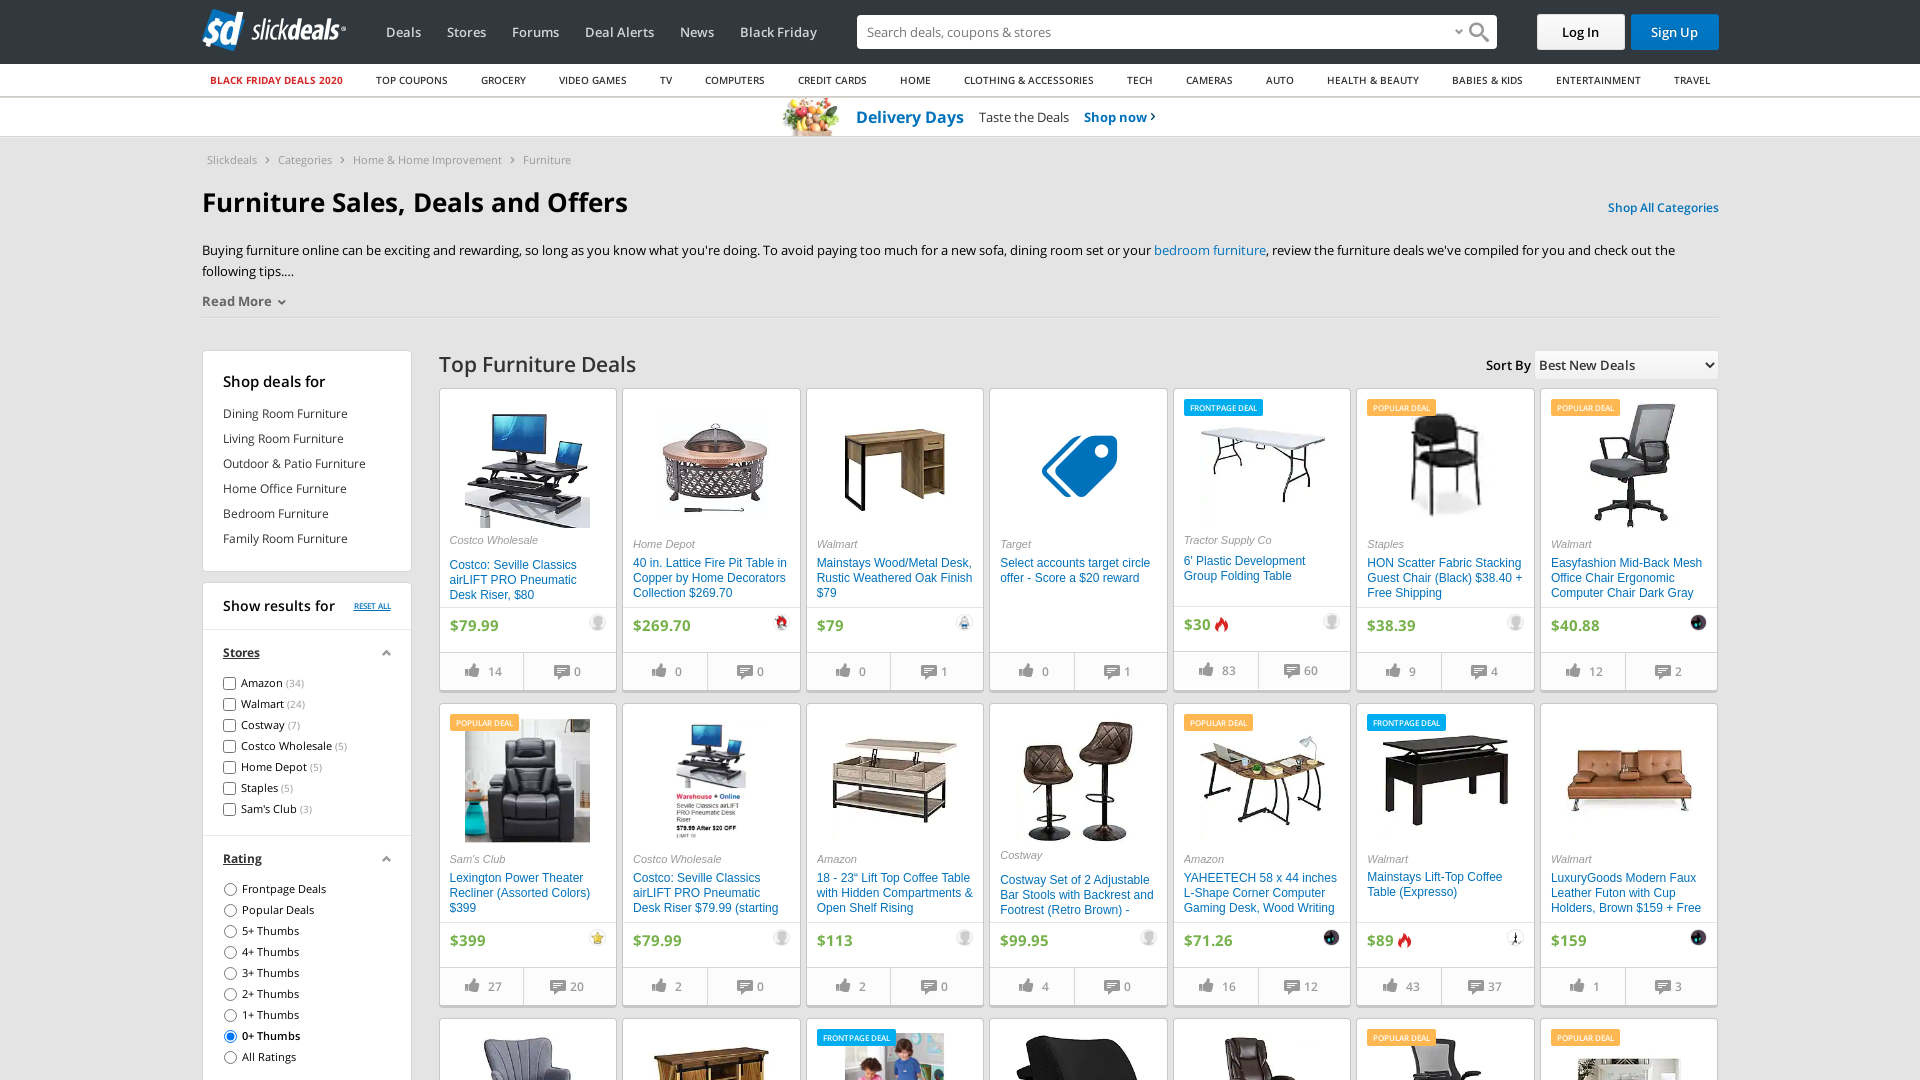 sd slickdeals
Deals
Stores
Forums
Deal Alerts
News
Black Friday
Search deals, coupons & stores
Log In
Sign Up
BLACK FRIDAY DEALS 2020
TOP COUPONS
GROCERY
VIDEO GAMES
TV
COMPUTERS
CREDIT CARDS
HOME
CLOTHING & ACCESSORIES
TECH
CAMERAS
AUTO
HEALTH & BEAUTY
BABIES & KIDS
ENTERTAINMENT
TRAVEL
Delivery Days Taste the Deals Shop now
Slickdeals > Categories > Home & Home Improvement > Furniture
Furniture Sales, Deals and Offers
Shop All Categories
Buying furniture online can be exciting and rewarding, so long as you know what you're doing. To avoid paying too much for a new sofa, dining room set or your bedroom furniture, review the furniture deals we've compiled for you and check out the
following tips....
Read More
Shop deals for
Dining Room Furniture
Living Room Furniture
Outdoor & Patio Furniture
Home Office Furniture
Bedroom Furniture
Family Room Furniture
Show results for
RESET ALL
Stores
Amazon (34)
Walmart (24)
Costway (7)
Costco Wholesale (5)
Home Depot (5)
Staples (5)
Sam's Club (3)
Rating
Frontpage Deals
Popular Deals
5+ Thumbs
4+ Thumbs
3+ Thumbs
2+ Thumbs
1+ Thumbs
0+ Thumbs
All Ratings
Top Furniture Deals
Sort By Best New Deals
Costco Wholesale
Costco: Seville Classics
airLIFT PRO Pneumatic
Desk Riser, $80
$79.99
14
0
Home Depot
40 in. Lattice Fire Pit Table in
Copper by Home Decorators
Collection $269.70
$269.70
0
0
Walmart
Mainstays Wood/Metal Desk,
Rustic Weathered Oak Finish
$79
$79
0
1
Target
Select accounts target circle
offer - Score a $20 reward
0
1
FRONTPAGE DEAL
Tractor Supply Co
6' Plastic Development
Group Folding Table
$30
83
60
POPULAR DEAL
Staples
HON Scatter Fabric Stacking
Guest Chair (Black) $38.40 +
Free Shipping
$38.39
9
4
POPULAR DEAL
Walmart
Easyfashion Mid-Back Mesh
Office Chair Ergonomic
Computer Chair Dark Gray
$40.88
12
2
POPULAR DEAL
Sam's Club
Lexington Power Theater
Recliner (Assorted Colors)
$399
$399
27
20
Warehouse + Online
Seville Classics airLIFT
PRO Pneumatic Desk
Riser
$79.99 After $20 OFF
Costco Wholesale
Costco: Seville Classics
airLIFT PRO Pneumatic
Desk Riser $79.99 (starting
$79.99
2
0
Amazon
18 - 23“ Lift Top Coffee Table
with Hidden Compartments &
Open Shelf Rising
$113
2
0
Costway
Costway Set of 2 Adjustable
Bar Stools with Backrest and
Footrest (Retro Brown) -
$99.95
4
0
POPULAR DEAL
Amazon
YAHEETECH 58 x 44 inches
L-Shape Corner Computer
Gaming Desk, Wood Writing
$71.26
16
12
FRONTPAGE DEAL
Walmart
Mainstays Lift-Top Coffee
Table (Expresso)
$89
43
37
Walmart
LuxuryGoods Modern Faux
Leather Futon with Cup
Holders, Brown $159 + Free
$159
1
3
FRONTPAGE DEAL
POPULAR DEAL
POPULAR DEAL